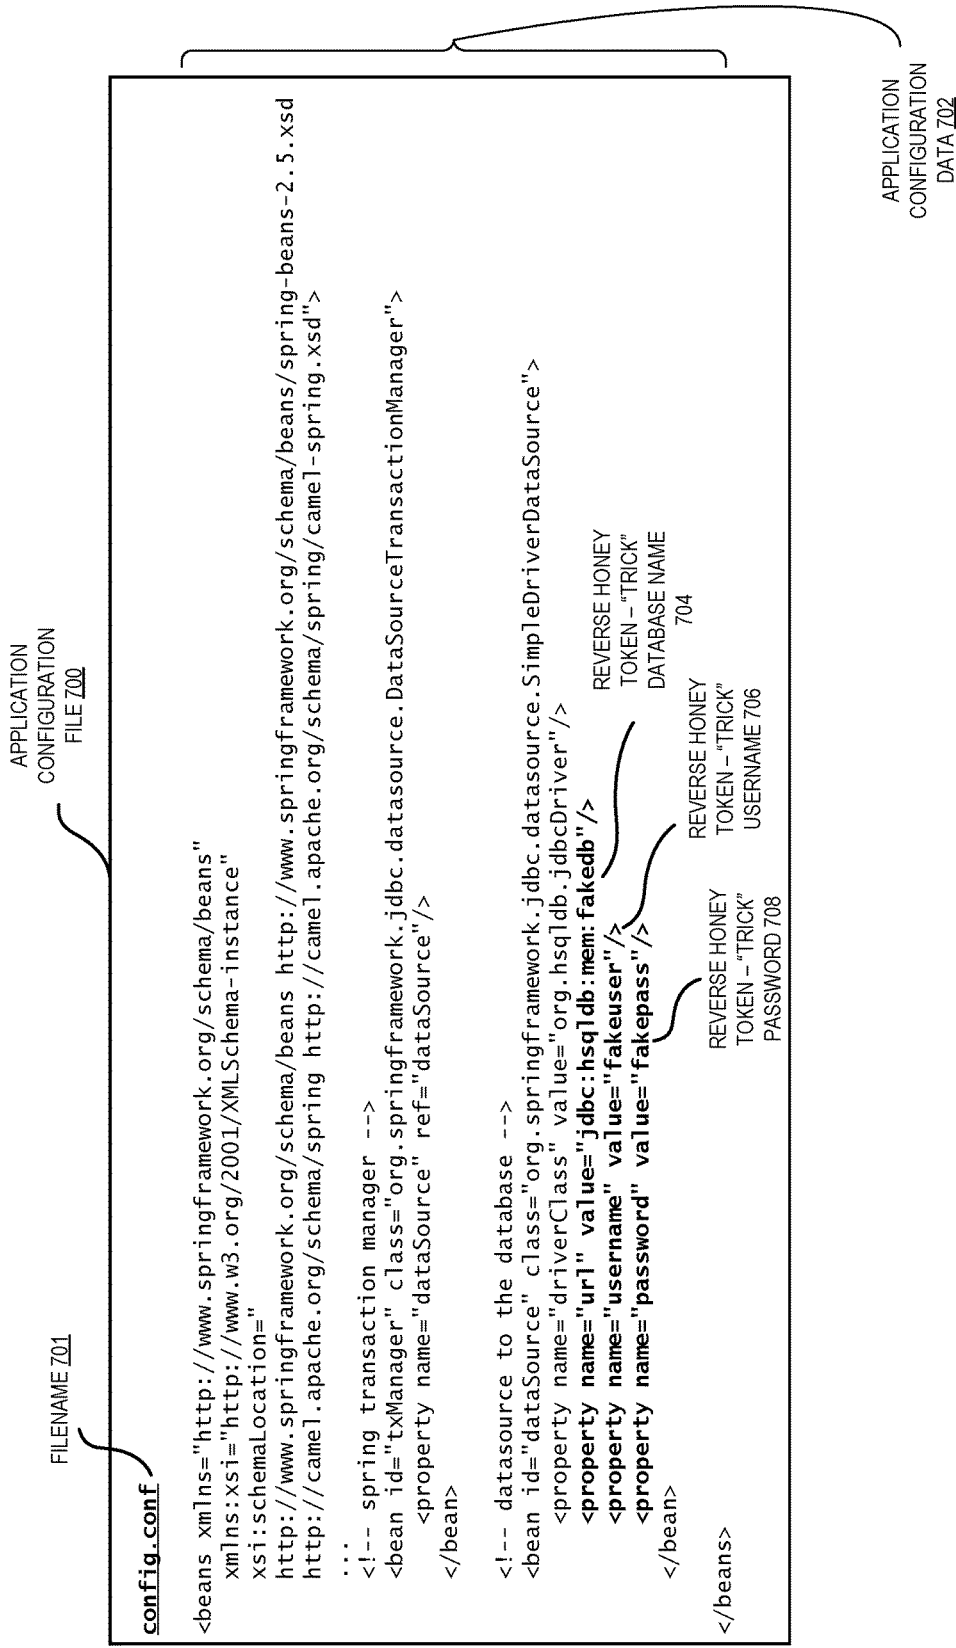 APPLICATION
CONFIGURATION
FILE 700
FILENAME 701
config.conf
<beans xmlns="http://www.springframework.org/schema/beans"
xmlns:xsi="http://www.w3.org/2001/XMLSchema-instance"
xsi:schemaLocation="
http://www.springframework.org/schema/beans http://www.springframework.org/schema/beans/spring-beans-2.5.xsd
http://camel.apache.org/schema/spring http://camel.apache.org/schema/spring/camel-spring.xsd">
...
<!-- spring transaction manager -->
<bean id="txManager" class="org.springframework.jdbc.datasource.DataSourceTransactionManager">
<property name="dataSource" ref="dataSource"/>
</bean>
<!-- datasource to the database -->
<bean id="dataSource" class="org.springframework.jdbc.datasource.SimpleDriverDataSource">
<property name="driverClass" value="org.hsqldb.jdbcDriver"/>
<property name="url" value="jdbc:hsqldb:mem:fakedb"/>
<property name="username" value="fakeuser"/>
<property name="password" value="fakepass"/>
</bean>
</beans>
REVERSE HONEY
TOKEN – “TRICK”
DATABASE NAME
704
REVERSE HONEY
TOKEN – “TRICK”
USERNAME 706
REVERSE HONEY
TOKEN – “TRICK”
PASSWORD 708
APPLICATION
CONFIGURATION
DATA 702